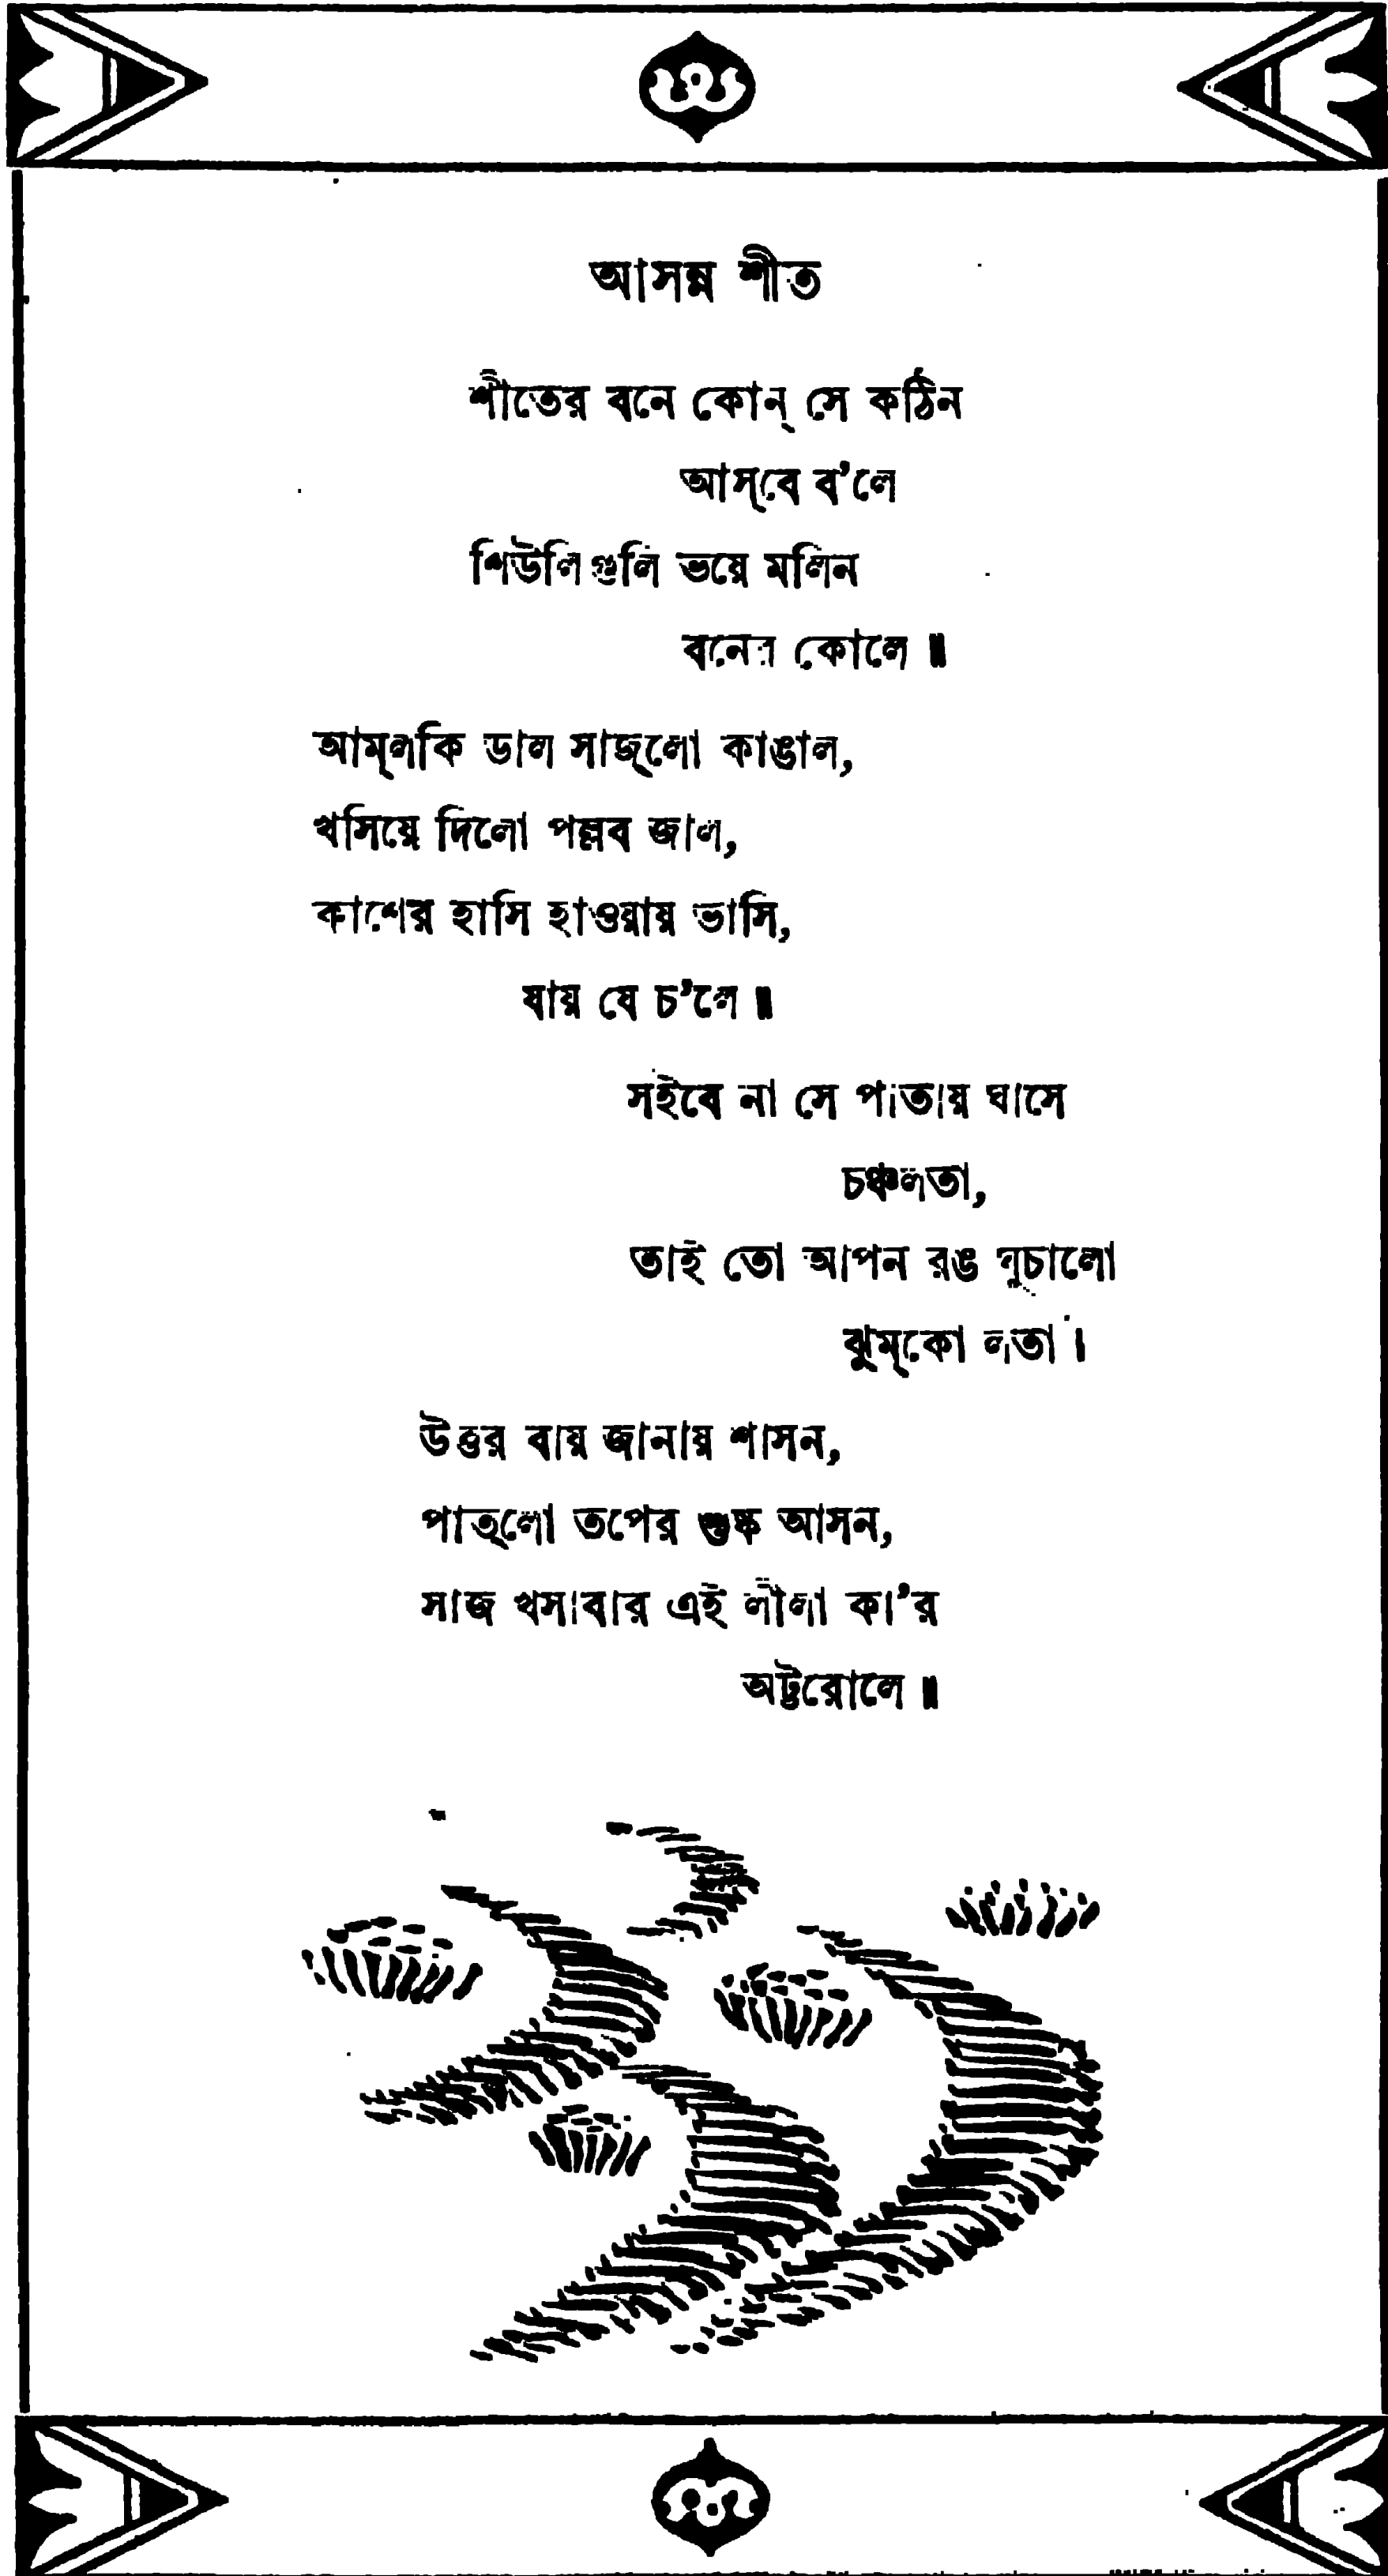 আসন্ন শীত
শীতের বনে কোন্ সে কঠিন
আস্‌বে ব'লে
শিউলিগুলি ভয়ে মলিন
বনের কোলে॥
আম্‌লকি ডাল সাজ্‌লো কাঙাল,
খসিয়ে দিলো পল্লব জাল,
কাশের হাসি হাওয়ায় ভাসি,
যায় যে চ'লে॥
সইবে না সে পাতায় ঘাসে
চঞ্চলতা,
তাই তো আপন রঙ ঘুচালো
ঝুম্‌কো লতা।
উত্তর বায় জানায় শাসন,
পাত্‌লো তপের শুষ্ক আসন,
সাজ খসাবার এই লীলা কা'র
অট্টরোলে॥